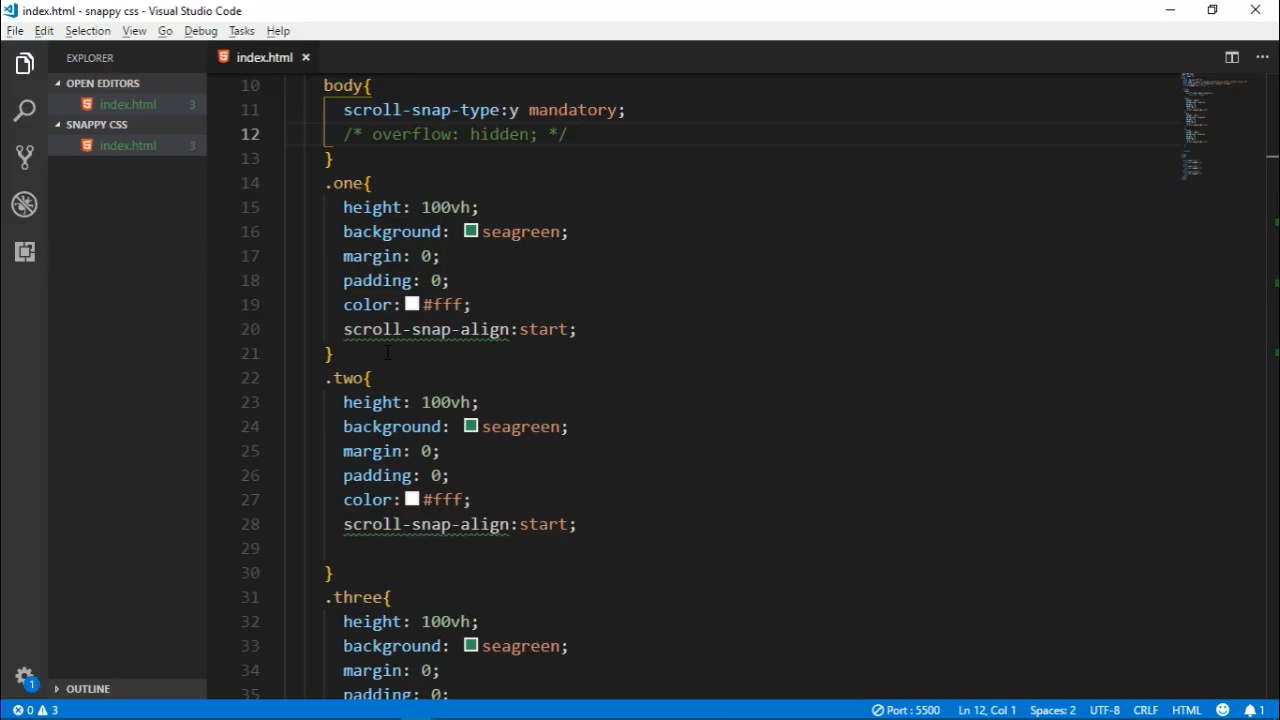 index.html - snappy css - Visual Studio Code
File Edit Selection View Go Debug Tasks Help
EXPLORER
OPEN EDITORS
index.html 3
SNAPPY CSS
index.html 3
OUTLINE
1
index.html ×
10 body{
11 scroll-snap-type:y mandatory;
12 /* overflow: hidden; */
13 }
14 .one{
15 height: 100vh;
16 background: seagreen;
17 margin: 0;
18 padding: 0;
19 color: #fff;
20 scroll-snap-align:start;
21 }
22 .two{
23 height: 100vh;
24 background: seagreen;
25 margin: 0;
26 padding: 0;
27 color: #fff;
28 scroll-snap-align:start;
29
30 }
31 .three{
32 height: 100vh;
33 background: seagreen;
34 margin: 0;
35 padding: 0;
0 3 Port : 5500 Ln 12, Col 1 Spaces: 2 UTF-8 CRLF HTML 1